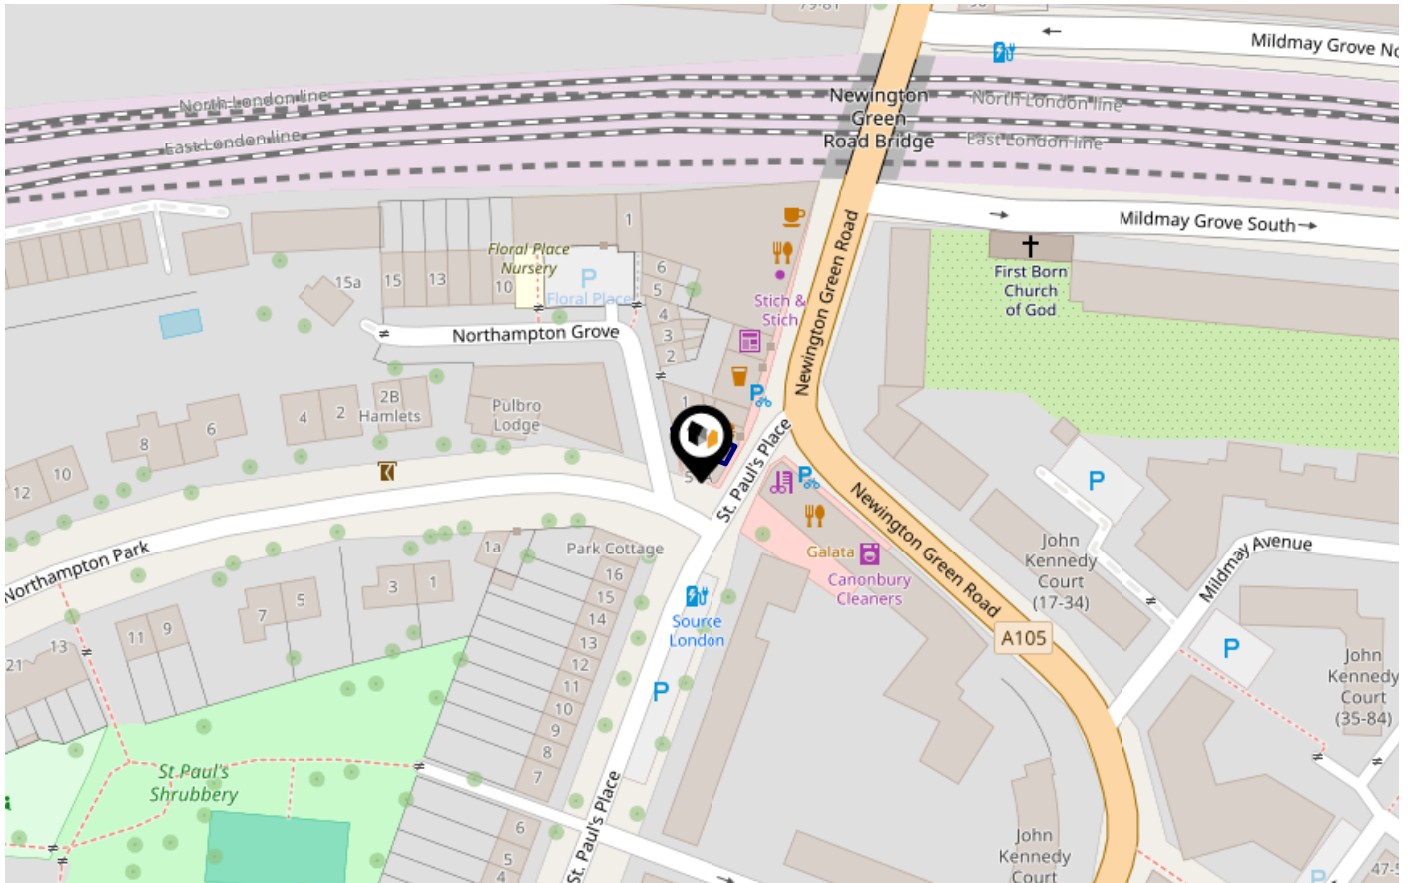 79-81
98
Mildmay Grove No
North London line
Newington
Green
Road Bridge
North London line
East London line
East London line
Mildmay Grove South
1
Newington Green Road
Floral Place
Nursery
P
Floral Place
6
5
15a
15
13
10
First Born
Church
of God
Stich &
Stich
4
3
2
Northampton Grove
2B
Hamlets
Pulbro
Lodge
4
2
1
8
6
P
St. Paul's Place
10
12
5
A
P
P
Newington Green Road
Northampton Park
1a
Park Cottage
Galata
Canonbury
Cleaners
John
Kennedy
Court
(17-34)
Mildmay Avenue
16
15
14
13
12
11
10
9
8
7
3
1
7
5
11
9
13
21
Source
London
A105
P
P
John
Kennedy
Court
(35-84)
St.Paul's
Shrubbery
St. Paul's Place
6
5
4
John
Kennedy
Court
P